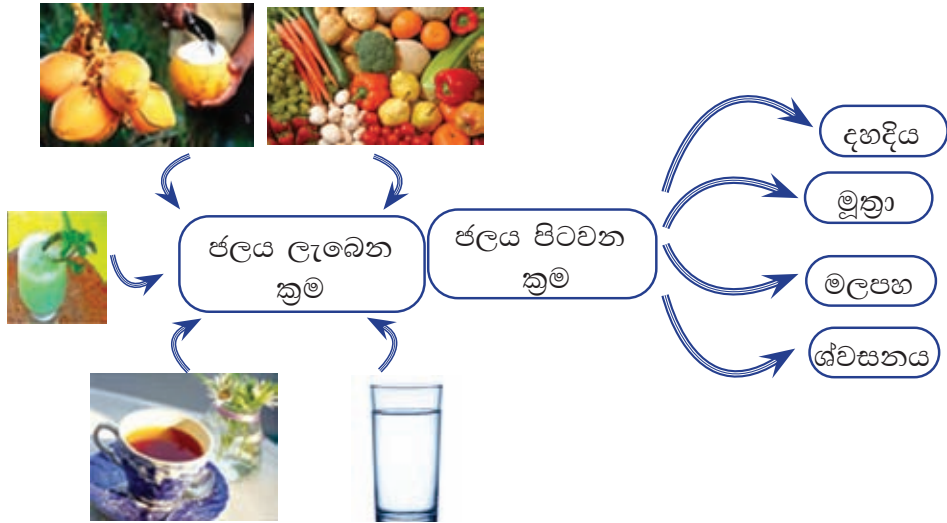 ජලය ලැබෙන
ක්‍රම
ජලය පිටවන
ක්‍රම
දහදිය
මූත්‍රා
මලපහ
ශ්වසනය